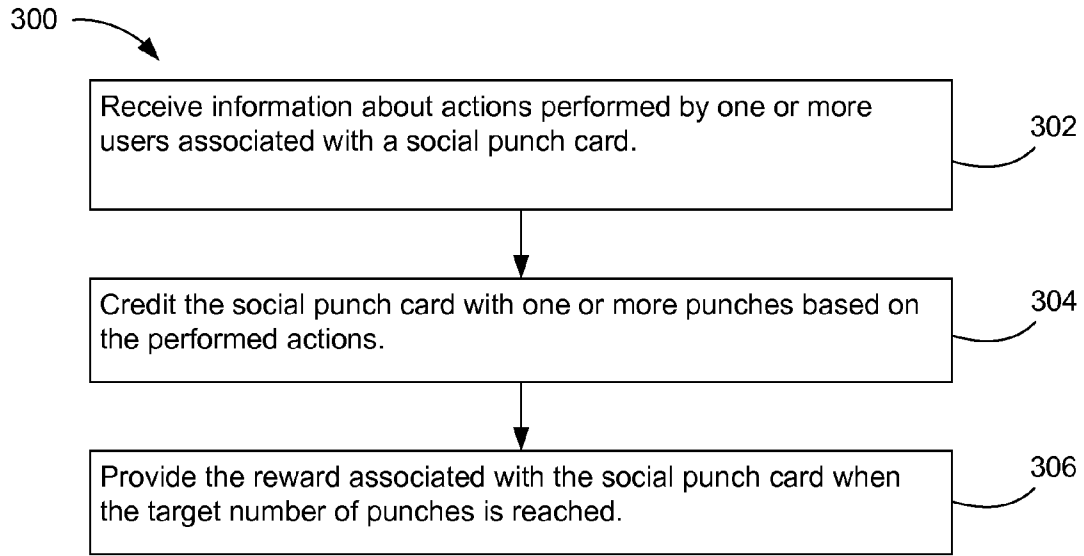 300
Receive information about actions performed by one or more
users associated with a social punch card.
302
Credit the social punch card with one or more punches based on
the performed actions.
304
Provide the reward associated with the social punch card when
the target number of punches is reached.
306